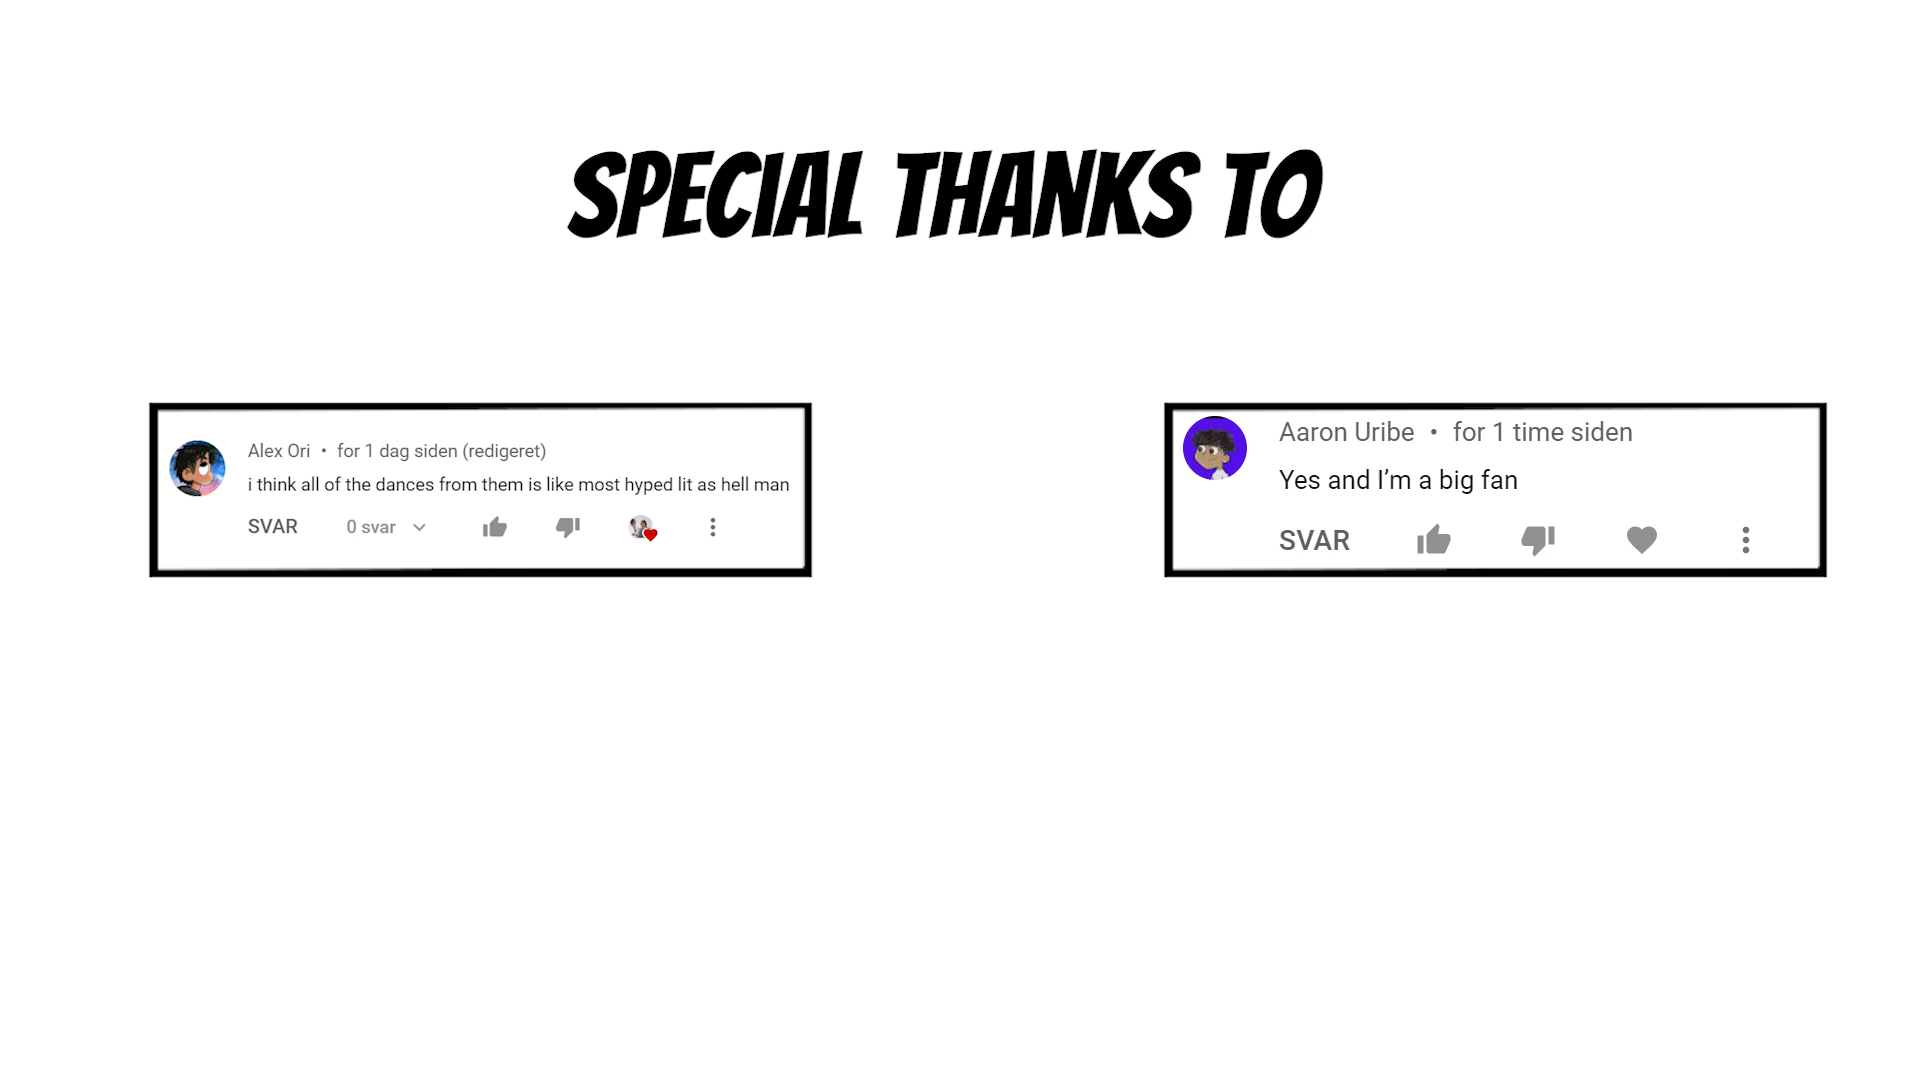 SPECIAL THANKS TO
Alex Ori • for 1 dag siden (redigeret)
i think all of the dances from them is like most hyped lit as hell man
SVAR 0 svar
Aaron Uribe • for 1 time siden
Yes and I’m a big fan
SVAR